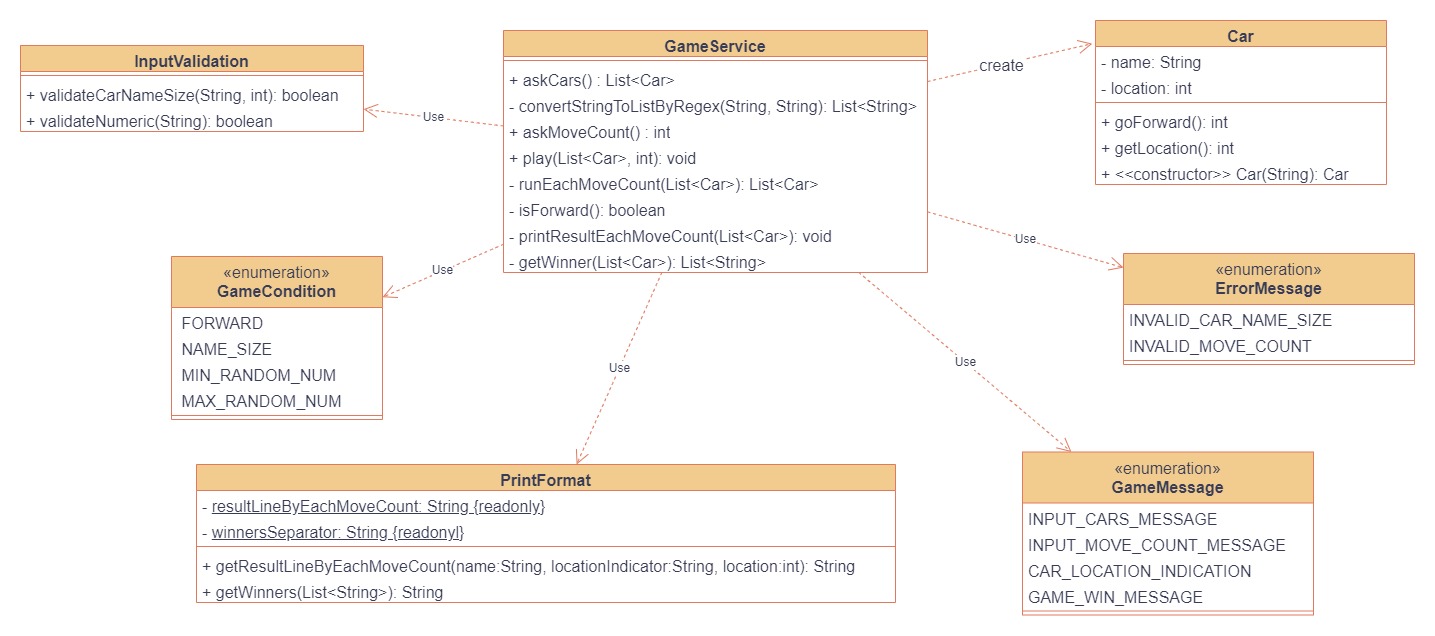 InputValidation
+ validateCarNameSize(String, int): boolean
+ validateNumeric(String): boolean
Use
GameService
+ askCars() : List<Car>
- convertStringToListByRegex(String, String): List<String>
+ askMoveCount() : int
+ play(List<Car>, int): void
- runEachMoveCount(List<Car>): List<Car>
- isForward(): boolean
- printResultEachMoveCount(List<Car>): void
- getWinner(List<Car>): List<String>
create
Car
- name: String
- location: int
+ goForward(): int
+ getLocation(): int
+ <<constructor>> Car(String): Car
Use
«enumeration»
GameCondition
FORWARD
NAME_SIZE
MIN_RANDOM_NUM
MAX_RANDOM_NUM
Use
«enumeration»
ErrorMessage
INVALID_CAR_NAME_SIZE
INVALID_MOVE_COUNT
Use
PrintFormat
- resultLineByEachMoveCount: String {readonly}
- winnersSeparator: String {readonyl}
+ getResultLineByEachMoveCount(name:String, locationIndicator:String, location:int): String
+ getWinners(List<String>): String
Use
«enumeration»
GameMessage
INPUT_CARS_MESSAGE
INPUT_MOVE_COUNT_MESSAGE
CAR_LOCATION_INDICATION
GAME_WIN_MESSAGE